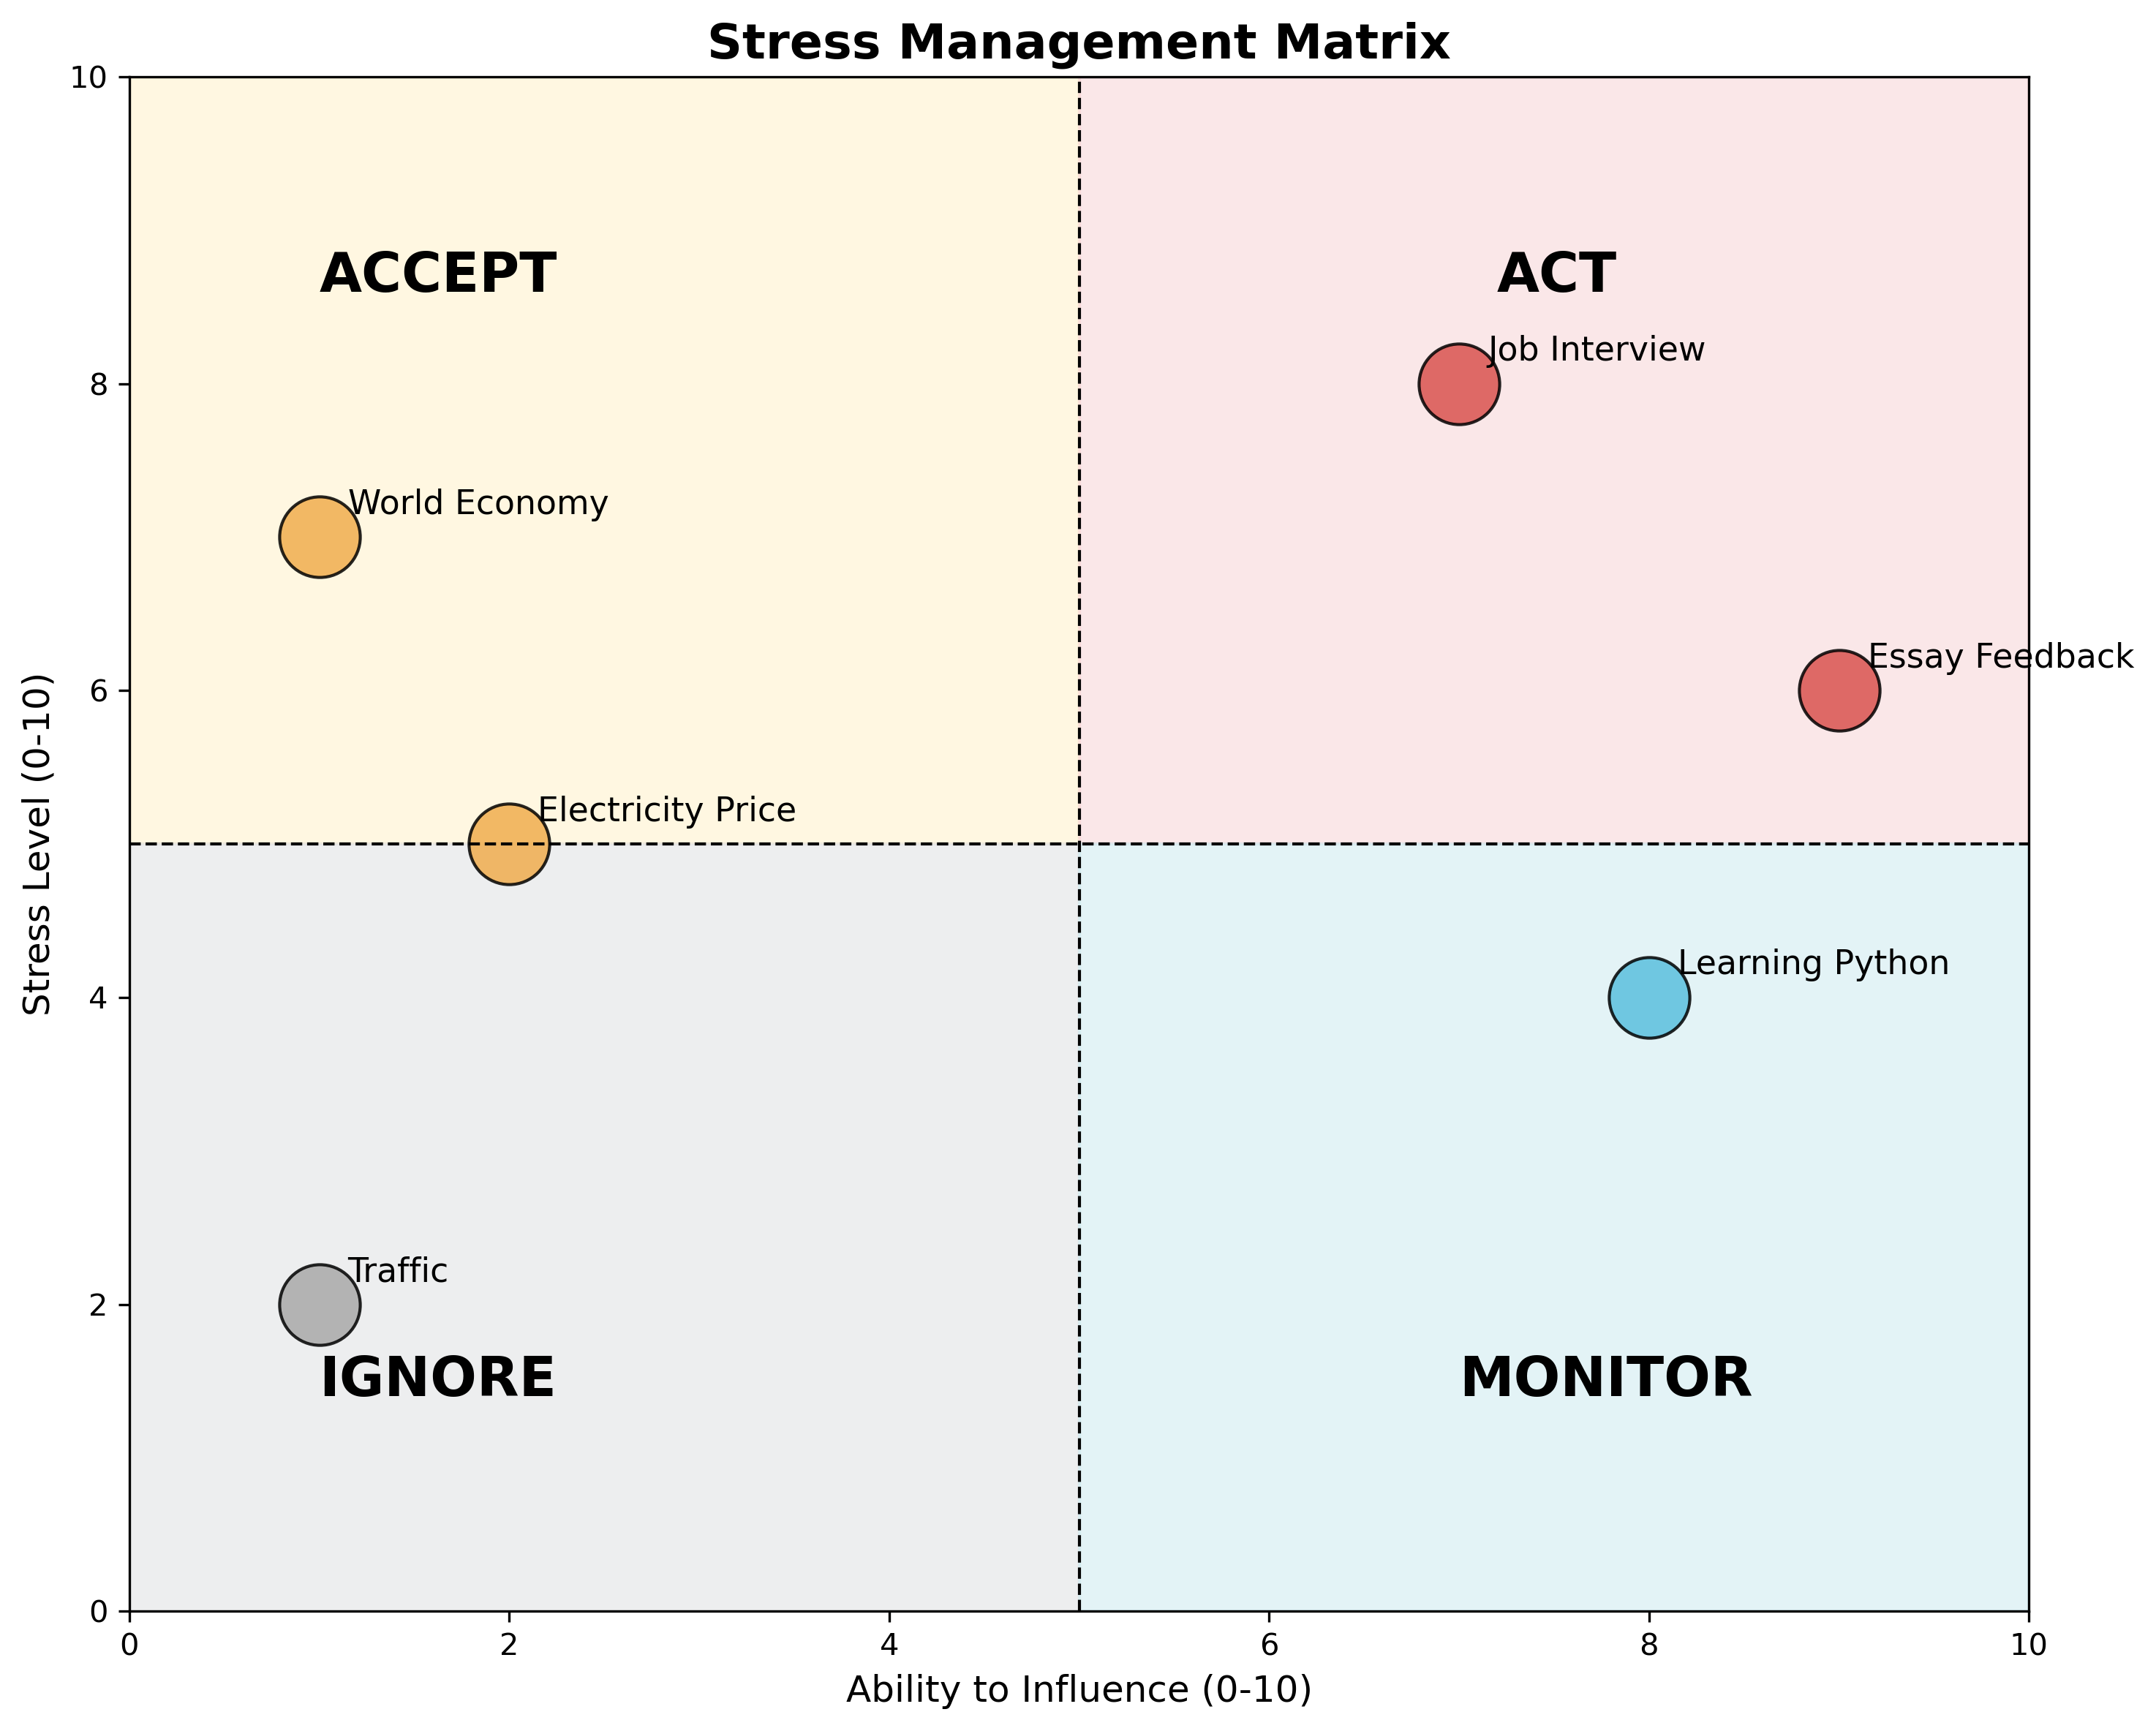 Stress Management Matrix
10
ACCEPT
ACT
Job Interview
8
World Economy
Essay Feedback
6
Stress Level (0-10)
Electricity Price
Learning Python
4
Traffic
2
IGNORE
MONITOR
0
0
2
4
6
8
10
Ability to Influence (0-10)